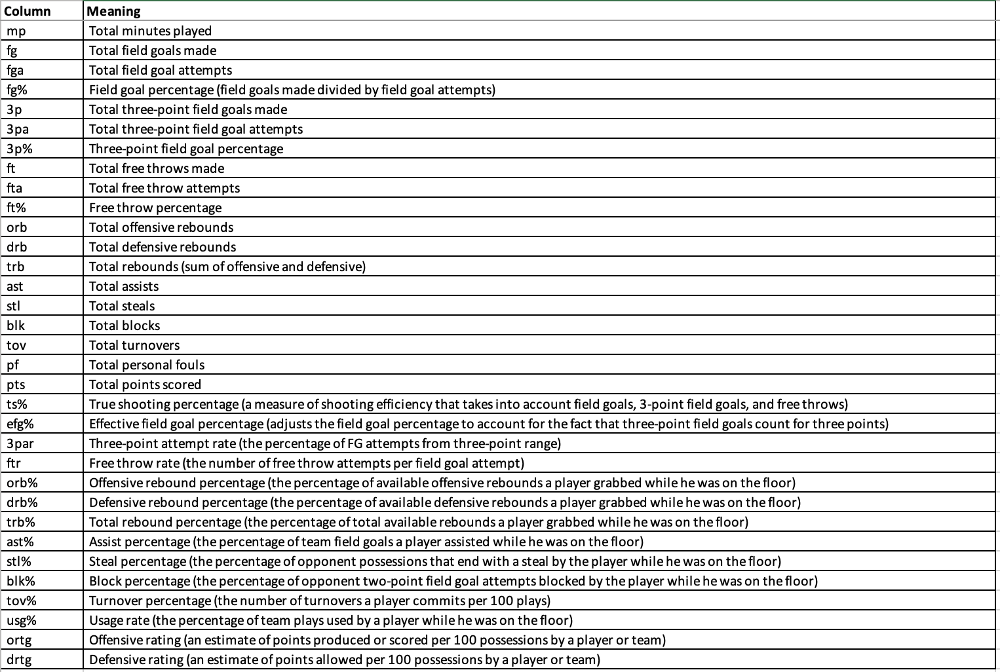 Column Meaning
mp Total minutes played
fg Total field goals made
fga Total field goal attempts
fg% Field goal percentage (field goals made divided by field goal attempts)
3p Total three-point field goals made
3pa Total three-point field goal attempts
3p% Three-point field goal percentage
ft Total free throws made
fta Total free throw attempts
ft% Free throw percentage
orb Total offensive rebounds
drb Total defensive rebounds
trb Total rebounds (sum of offensive and defensive)
ast Total assists
stl Total steals
blk Total blocks
tov Total turnovers
pf Total personal fouls
pts Total points scored
ts% True shooting percentage (a measure of shooting efficiency that takes into account field goals, 3-point field goals, and free throws)
efg% Effective field goal percentage (adjusts the field goal percentage to account for the fact that three-point field goals count for three points)
3par Three-point attempt rate (the percentage of FG attempts from three-point range)
ftr Free throw rate (the number of free throw attempts per field goal attempt)
orb% Offensive rebound percentage (the percentage of available offensive rebounds a player grabbed while he was on the floor)
drb% Defensive rebound percentage (the percentage of available defensive rebounds a player grabbed while he was on the floor)
trb% Total rebound percentage (the percentage of total available rebounds a player grabbed while he was on the floor)
ast% Assist percentage (the percentage of team field goals a player assisted while he was on the floor)
stl% Steal percentage (the percentage of opponent possessions that end with a steal by the player while he was on the floor)
blk% Block percentage (the percentage of opponent two-point field goal attempts blocked by the player while he was on the floor)
tov% Turnover percentage (the number of turnovers a player commits per 100 plays)
usg% Usage rate (the percentage of team plays used by a player while he was on the floor)
ortg Offensive rating (an estimate of points produced or scored per 100 possessions by a player or team)
drtg Defensive rating (an estimate of points allowed per 100 possessions by a player or team)